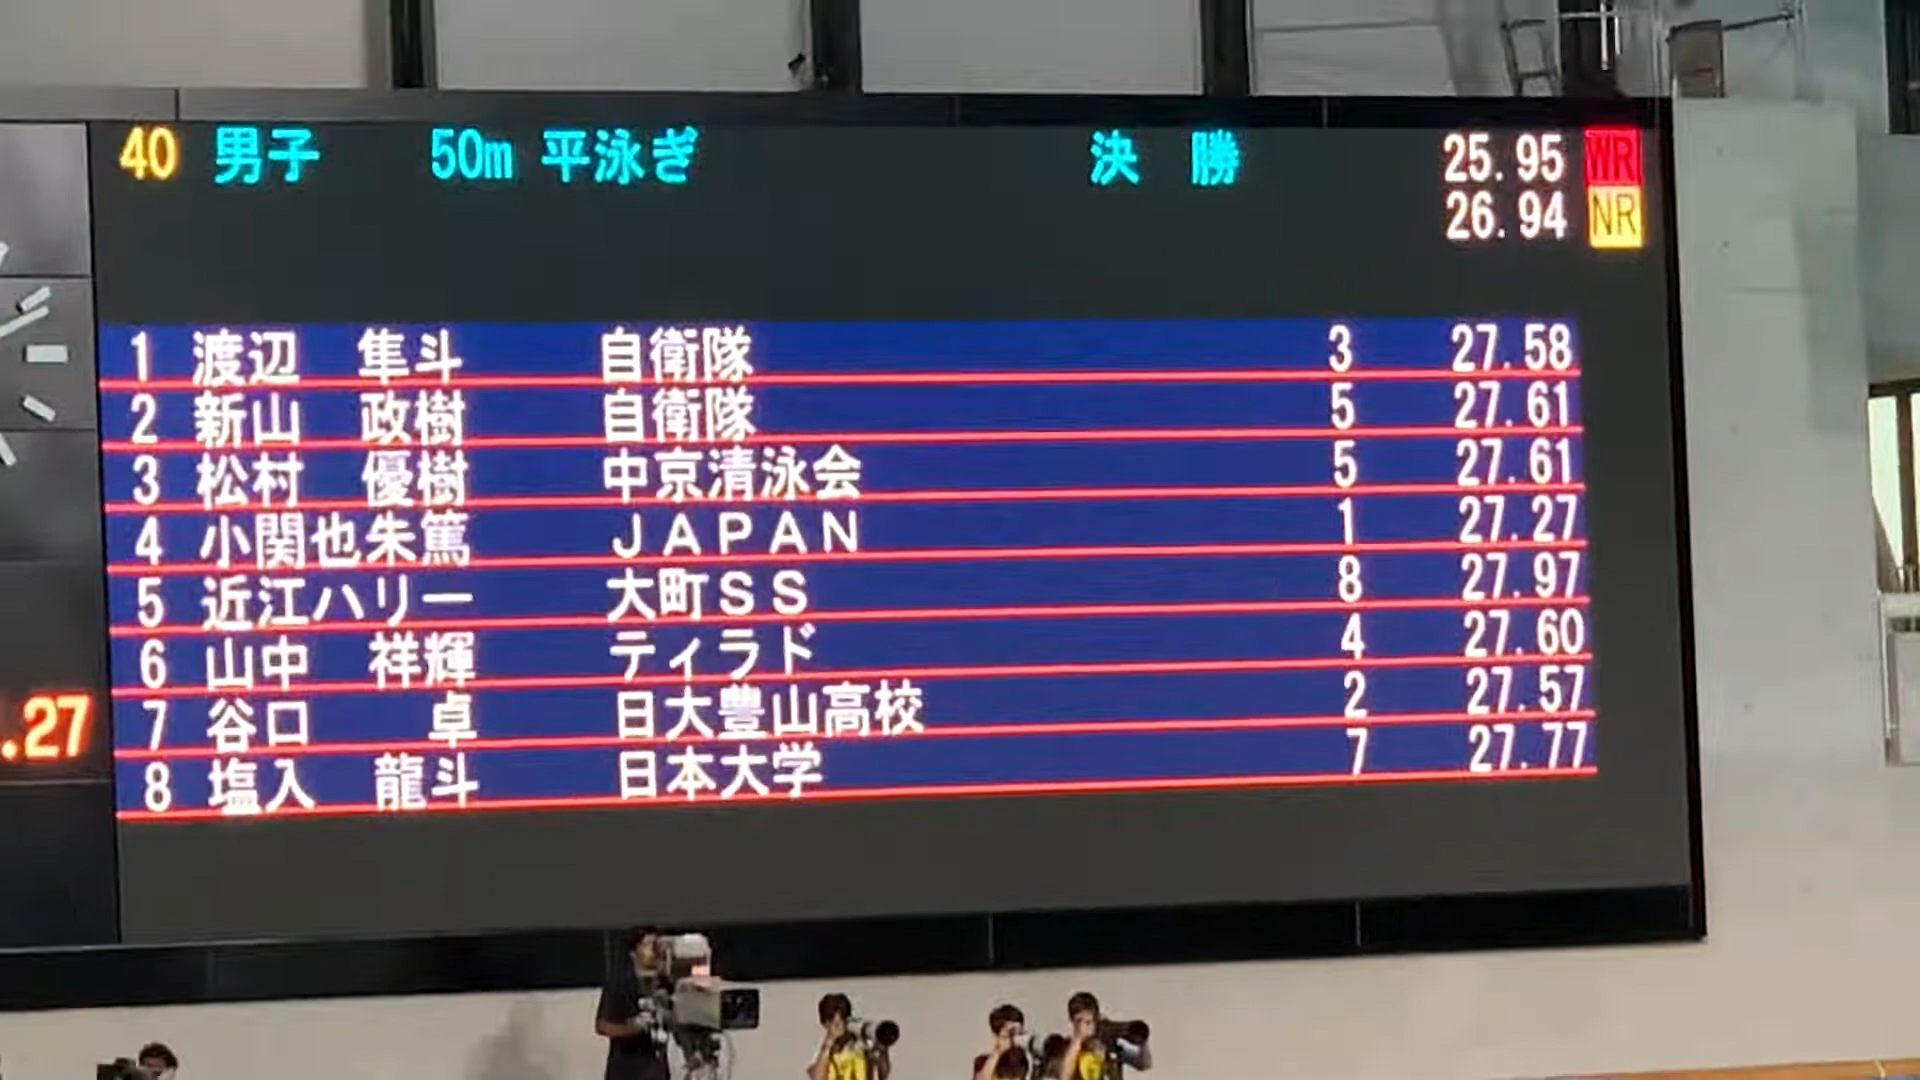 40 男子 50m 平泳ぎ 決 勝 25.95 WR
26.94 NR
1 渡辺 隼斗 自衛隊 3 27.58
2 新山 政樹 自衛隊 5 27.61
3 松村 優樹 中京清泳会 5 27.61
4 小関也朱篤 ＪＡＰＡＮ 1 27.27
5 近江ハリー 大町ＳＳ 8 27.97
6 山中 祥輝 ティラド 4 27.60
.27
7 谷口 卓 日大豊山高校 2 27.57
8 塩入 龍斗 日本大学 7 27.77